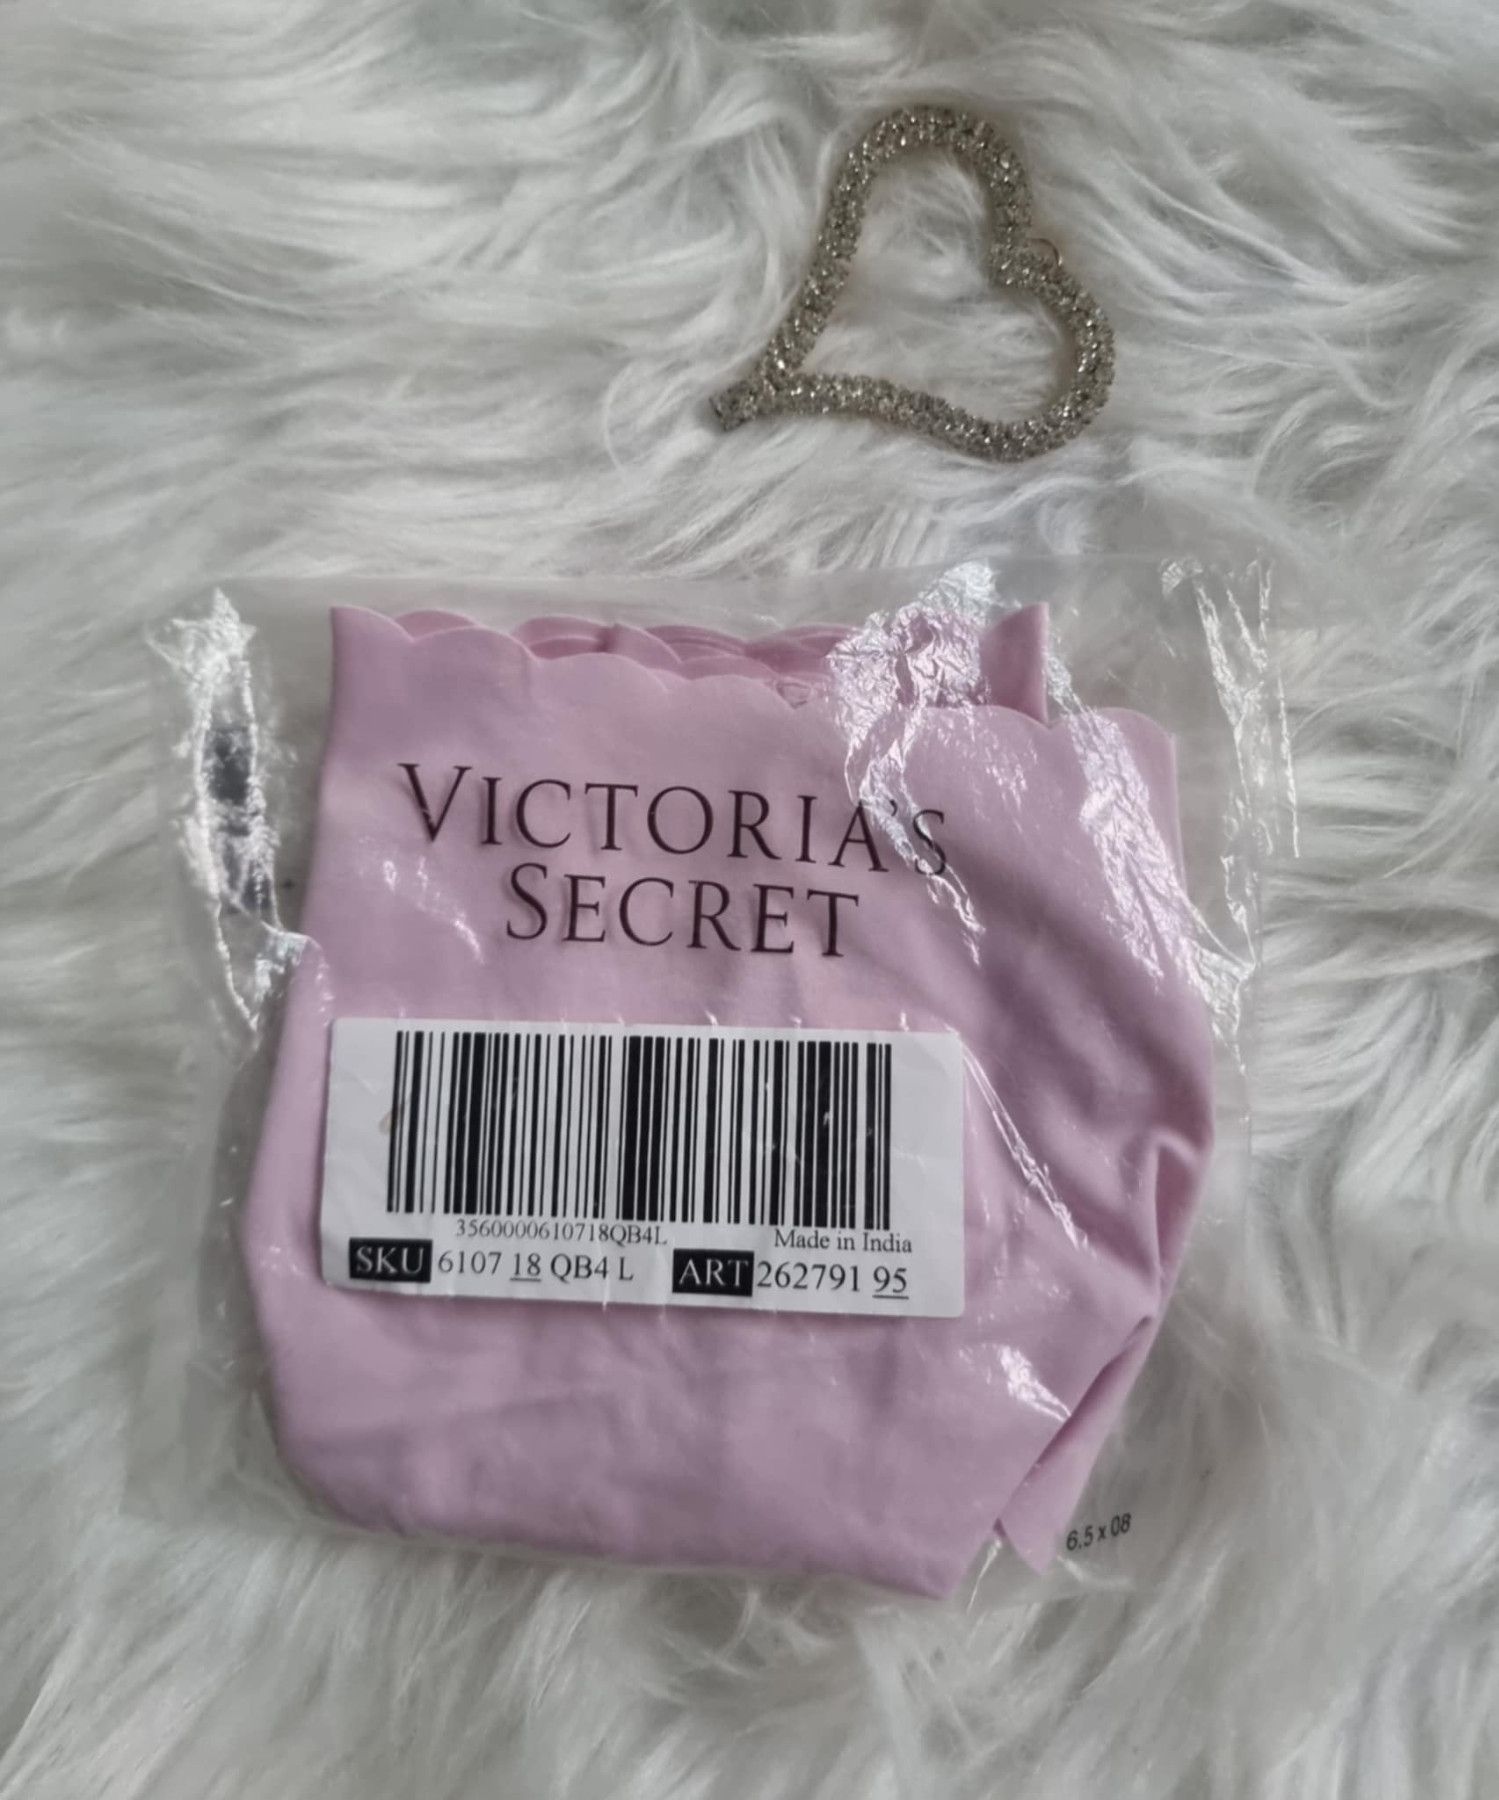 VICTORIA'S
SECRET
3560000610718QB4L
Made in India
SKU 6107 18 QB4 L
ART 262791 95
6.5 x 08